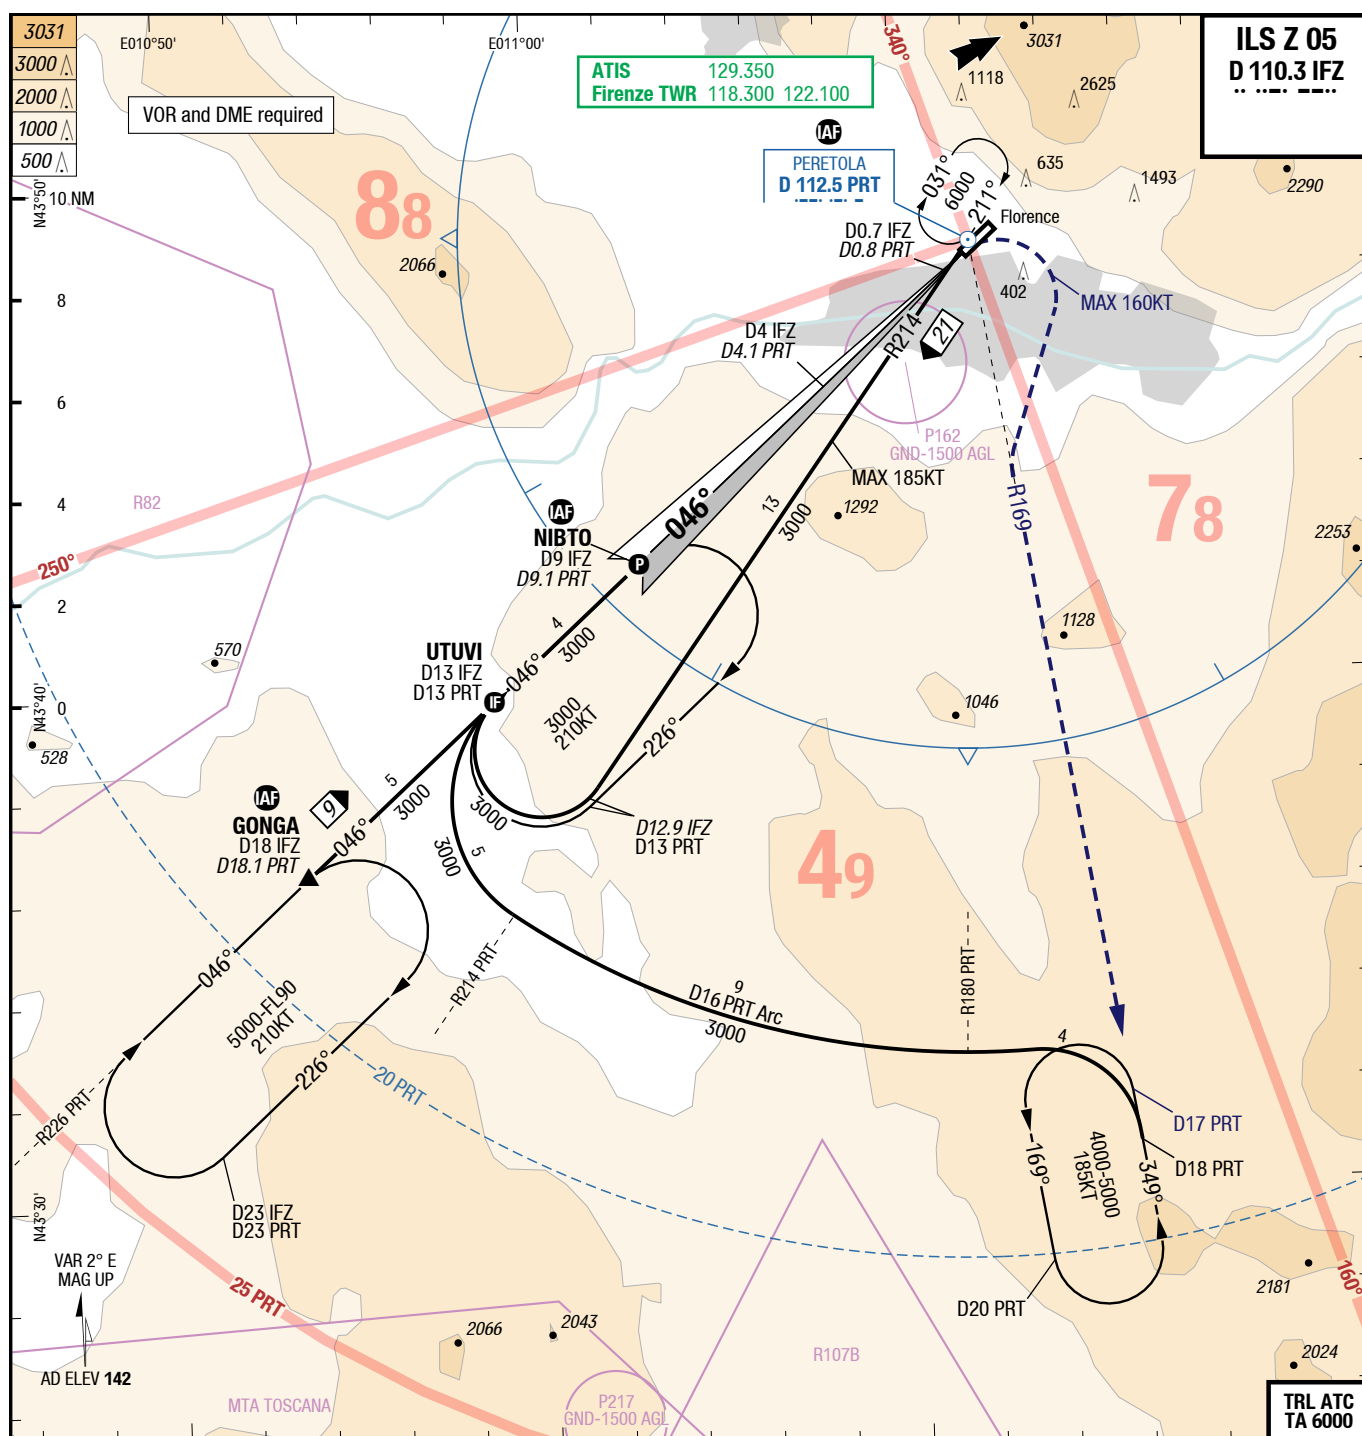 3031
3000
2000
1000
500
E010°50'
E011°00'
VOR and DME required
ATIS 129.350
Firenze TWR 118.300 122.100
ILS Z 05
D 110.3 IFZ
IAF
PERETOLA
D 112.5 PRT
340°
3031
1118
2625
635
1493
2290
N43°50'
10 NM
88
2066
031°
6000
211°
Florence
D0.7 IFZ
D0.8 PRT
402
MAX 160KT
8
D4 IFZ
D4.1 PRT
R214
21
P162
GND-1500 AGL
6
MAX 185KT
78
R82
4
IAF
NIBTO
D9 IFZ
D9.1 PRT
P
046°
13
3000
1292
R169
2253
250°
2
570
UTUVI
D13 IFZ
D13 PRT
IF
046°
4
3000
3000
210KT
226°
1128
1046
N43°40'
0
528
IAF
GONGA
D18 IFZ
D18.1 PRT
9
046°
5
3000
3000
5
3000
D12.9 IFZ
D13 PRT
49
046°
5000-FL90
210KT
226°
R214 PRT
9
D16 PRT Arc
3000
R180 PRT
4
20 PRT
R226 PRT
D17 PRT
D18 PRT
169°
4000-5000
185KT
349°
N43°30'
D23 IFZ
D23 PRT
VAR 2° E
MAG UP
25 PRT
D20 PRT
2181
160°
2066
2043
R107B
2024
AD ELEV 142
MTA TOSCANA
P217
GND-1500 AGL
TRL ATC
TA 6000